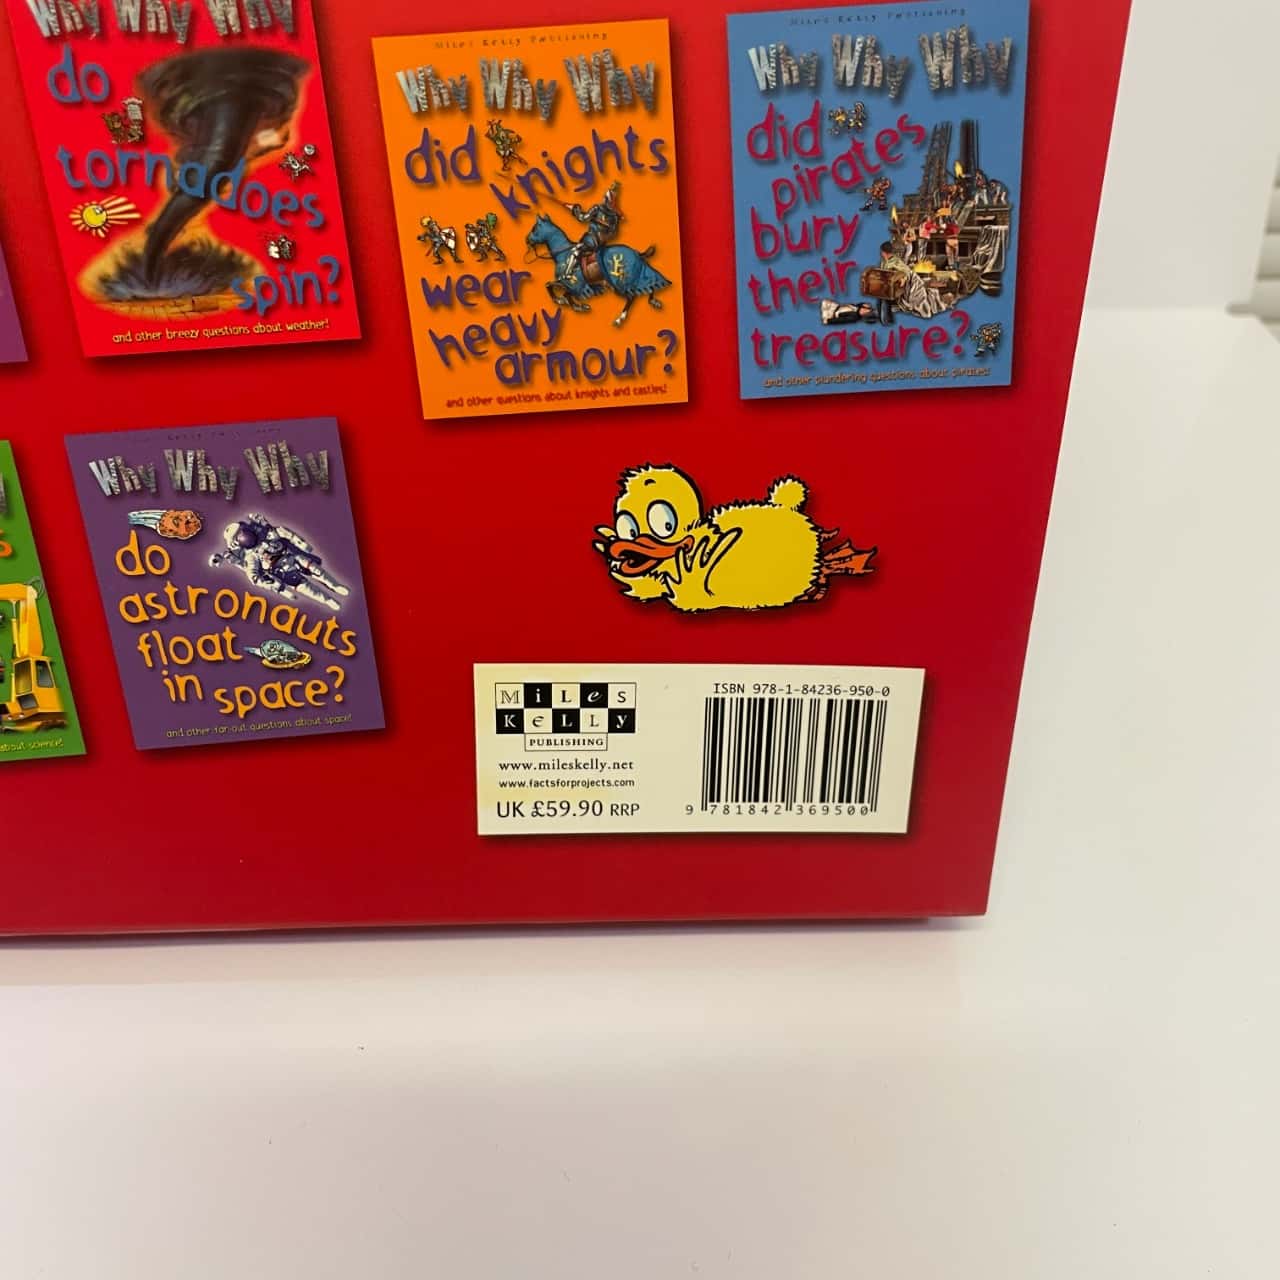 Why Why Why
do
tornadoes
spin?
and other breezy questions about weather!
Miles Kelly Publishing
Why Why Why
did
knights
wear
heavy
armour?
and other questions about knights and castles!
Miles Kelly Publishing
Why Why Why
did
pirates
bury
their
treasure?
and other plundering questions about pirates!
about science!
Why Why Why
do
astronauts
float
in space?
and other far-out questions about space!
MiLeS
KeLLy
PUBLISHING
www.mileskelly.net
www.factsforprojects.com
UK £59.90 RRP
ISBN 978-1-84236-950-0
9 781842 369500